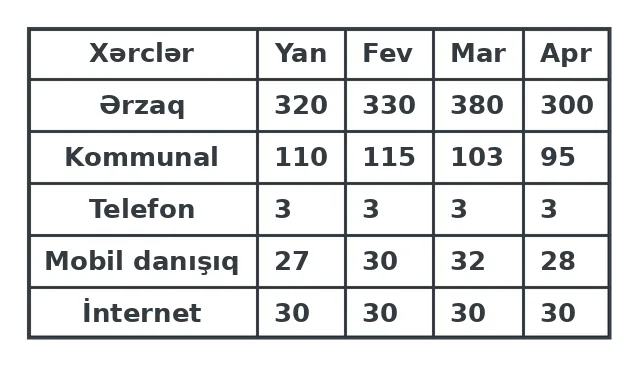 Xərclər Yan Fev Mar Apr
Ərzaq 320 330 380 300
Kommunal 110 115 103 95
Telefon 3 3 3 3
Mobil danışıq 27 30 32 28
İnternet 30 30 30 30